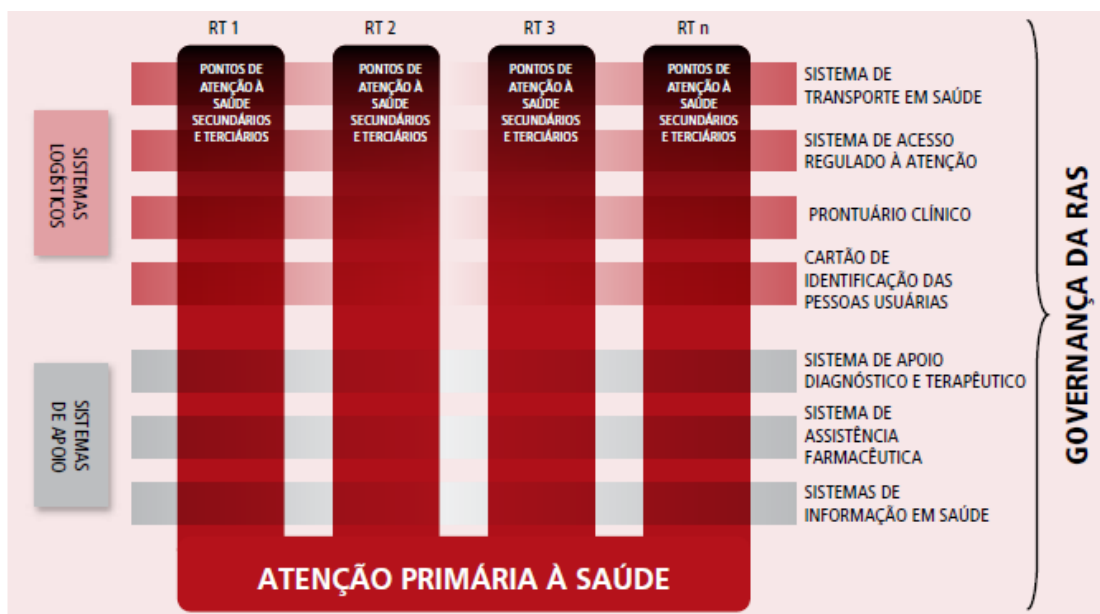 RT 1
RT 2
RT 3
RT n
PONTOS DE
ATENÇÃO À
SAÚDE
SECUNDÁRIOS
E TERCIÁRIOS
PONTOS DE
ATENÇÃO À
SAÚDE
SECUNDÁRIOS
E TERCIÁRIOS
PONTOS DE
ATENÇÃO À
SAÚDE
SECUNDÁRIOS
E TERCIÁRIOS
PONTOS DE
ATENÇÃO À
SAÚDE
SECUNDÁRIOS
E TERCIÁRIOS
SISTEMAS
LOGÍSTICOS
SISTEMA DE
TRANSPORTE EM SAÚDE
SISTEMA DE ACESSO
REGULADO À ATENÇÃO
PRONTUÁRIO CLÍNICO
CARTÃO DE
IDENTIFICAÇÃO DAS
PESSOAS USUÁRIAS
SISTEMAS
DE APOIO
SISTEMA DE APOIO
DIAGNÓSTICO E TERAPÊUTICO
SISTEMA DE
ASSISTÊNCIA
FARMACÊUTICA
SISTEMAS DE
INFORMAÇÃO EM SAÚDE
ATENÇÃO PRIMÁRIA À SAÚDE
GOVERNANÇA DA RAS